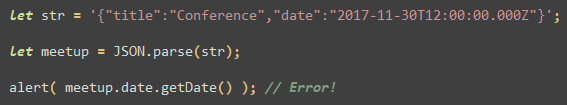 let str = '{"title":"Conference","date":"2017-11-30T12:00:00.000Z"}';
let meetup = JSON.parse(str);
alert( meetup.date.getDate() ); // Error!